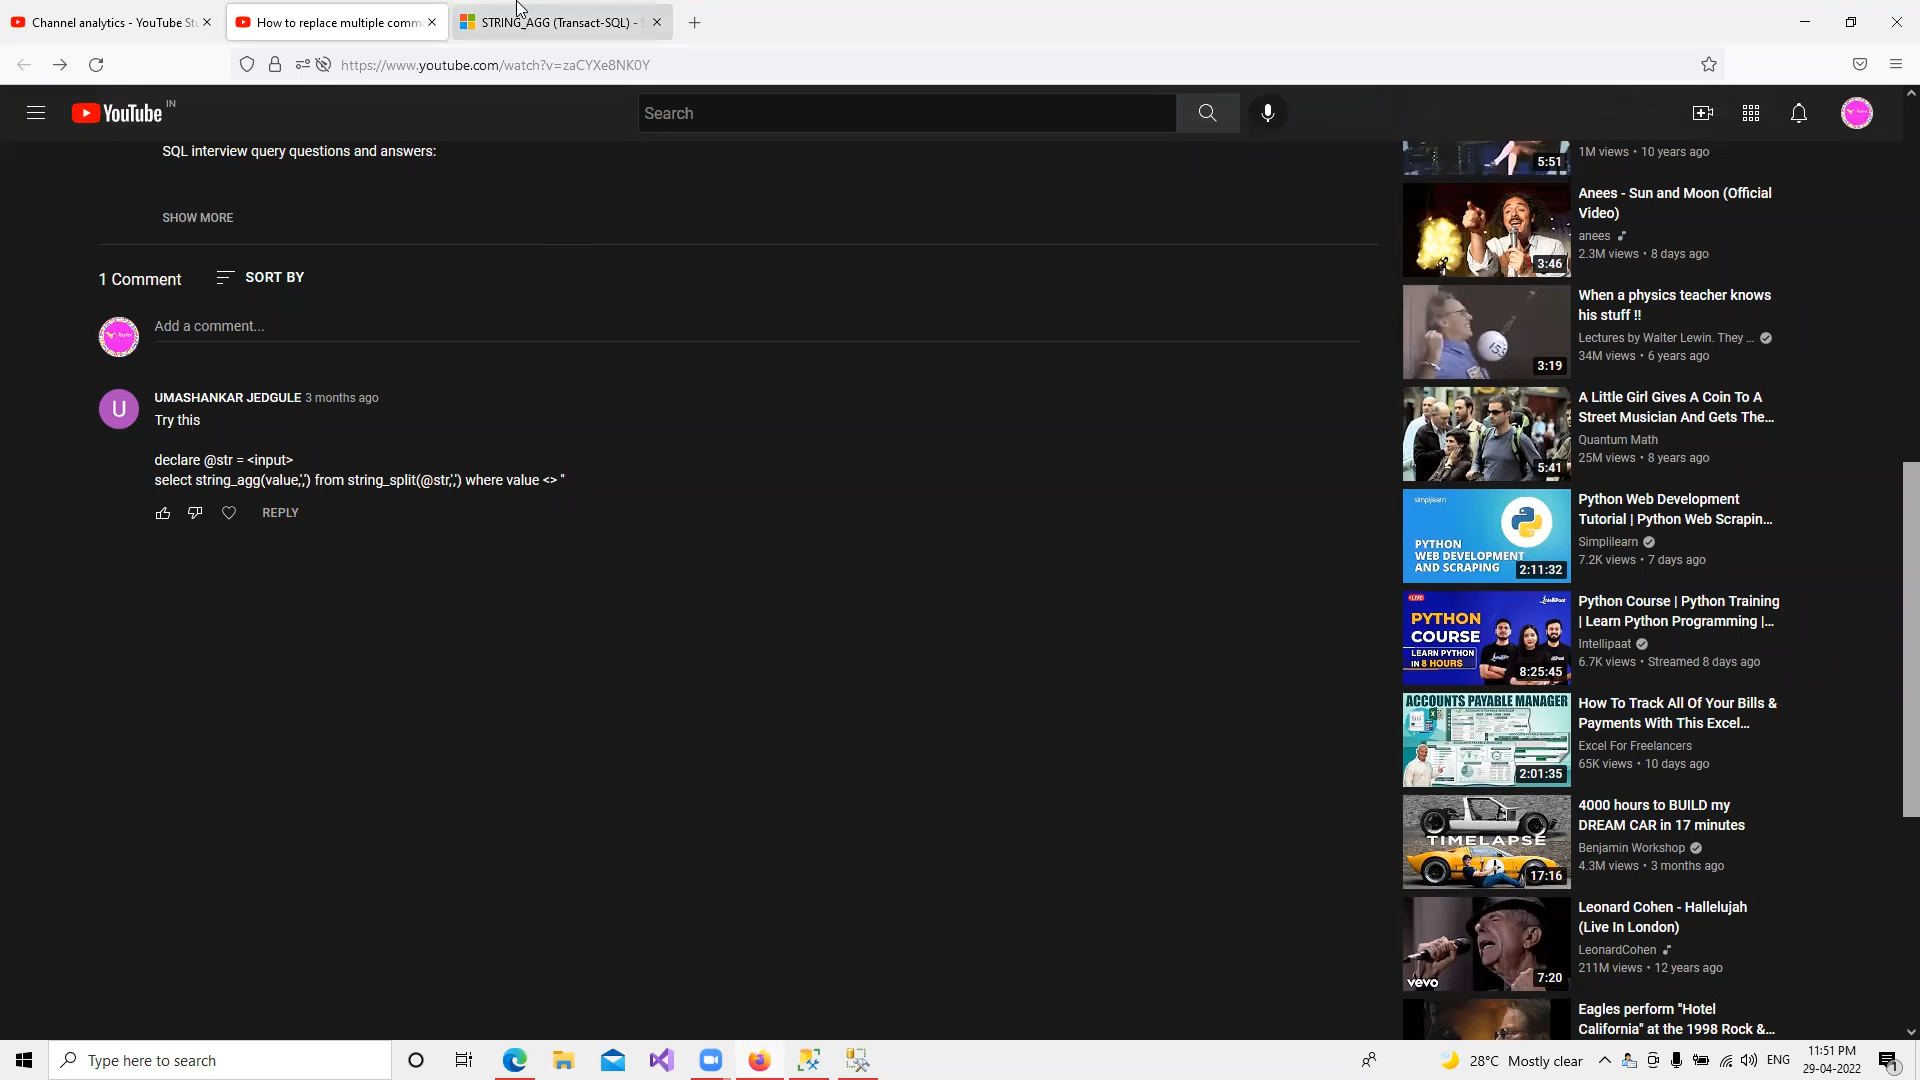 Channel analytics - YouTube St
How to replace multiple comm
STRING_AGG (Transact-SQL) -
https://www.youtube.com/watch?v=zaCYXe8NK0Y
YouTube IN
Search
SQL interview query questions and answers:
SHOW MORE
1 Comment
SORT BY
Add a comment...
U
UMASHANKAR JEDGULE 3 months ago
Try this
declare @str = <input>
select string_agg(value,',') from string_split(@str,',') where value <> ''
REPLY
5:51
1M views • 10 years ago
3:46
Anees - Sun and Moon (Official
Video)
anees
2.3M views • 8 days ago
3:19
When a physics teacher knows
his stuff !!
Lectures by Walter Lewin. They ...
34M views • 6 years ago
5:41
A Little Girl Gives A Coin To A
Street Musician And Gets The...
Quantum Math
25M views • 8 years ago
simplilearn
PYTHON
WEB DEVELOPMENT
AND SCRAPING
2:11:32
Python Web Development
Tutorial | Python Web Scrapin...
Simplilearn
7.2K views • 7 days ago
LIVE
Intellipaat
PYTHON
COURSE
LEARN PYTHON
IN 8 HOURS
8:25:45
Python Course | Python Training
| Learn Python Programming |...
Intellipaat
6.7K views • Streamed 8 days ago
ACCOUNTS PAYABLE MANAGER
2:01:35
How To Track All Of Your Bills &
Payments With This Excel...
Excel For Freelancers
65K views • 10 days ago
TIMELAPSE
17:16
4000 hours to BUILD my
DREAM CAR in 17 minutes
Benjamin Workshop
4.3M views • 3 months ago
vevo
7:20
Leonard Cohen - Hallelujah
(Live In London)
LeonardCohen
211M views • 12 years ago
Eagles perform "Hotel
California" at the 1998 Rock &...
Type here to search
28°C Mostly clear
ENG
11:51 PM
29-04-2022
1